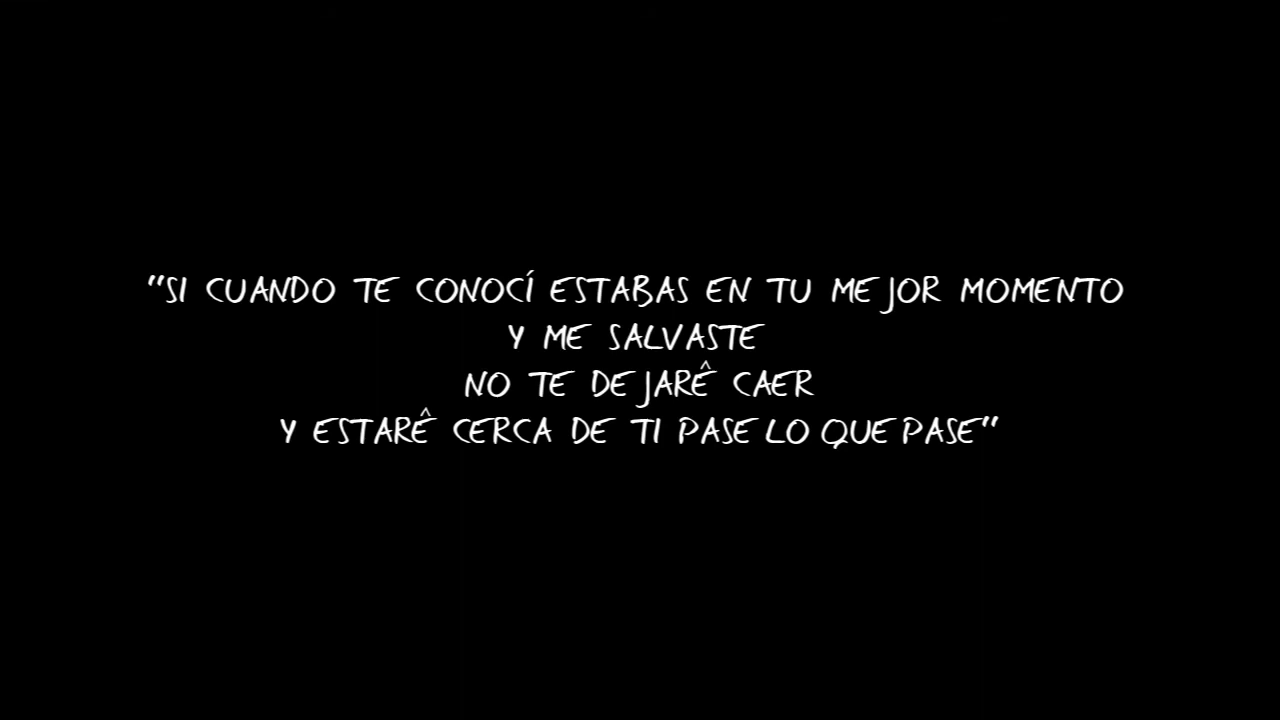 "SI CUANDO TE CONOCÍ ESTABAS EN TU MEJOR MOMENTO
Y ME SALVASTE
NO TE DEJARÊ CAER
Y ESTARÊ CERCA DE TI PASE LO QUE PASE"